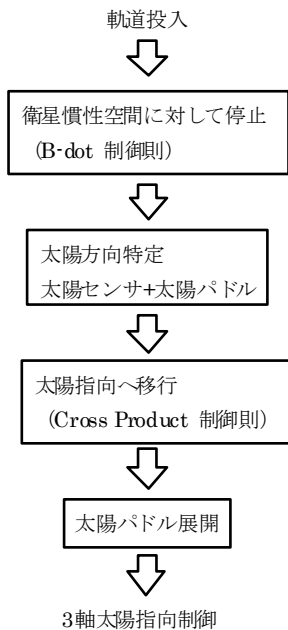 軌道投入
衛星慣性空間に対して停止
（B-dot 制御則）
太陽方向特定
太陽センサ+太陽パドル
太陽指向へ移行
（Cross Product 制御則）
太陽パドル展開
3軸太陽指向制御